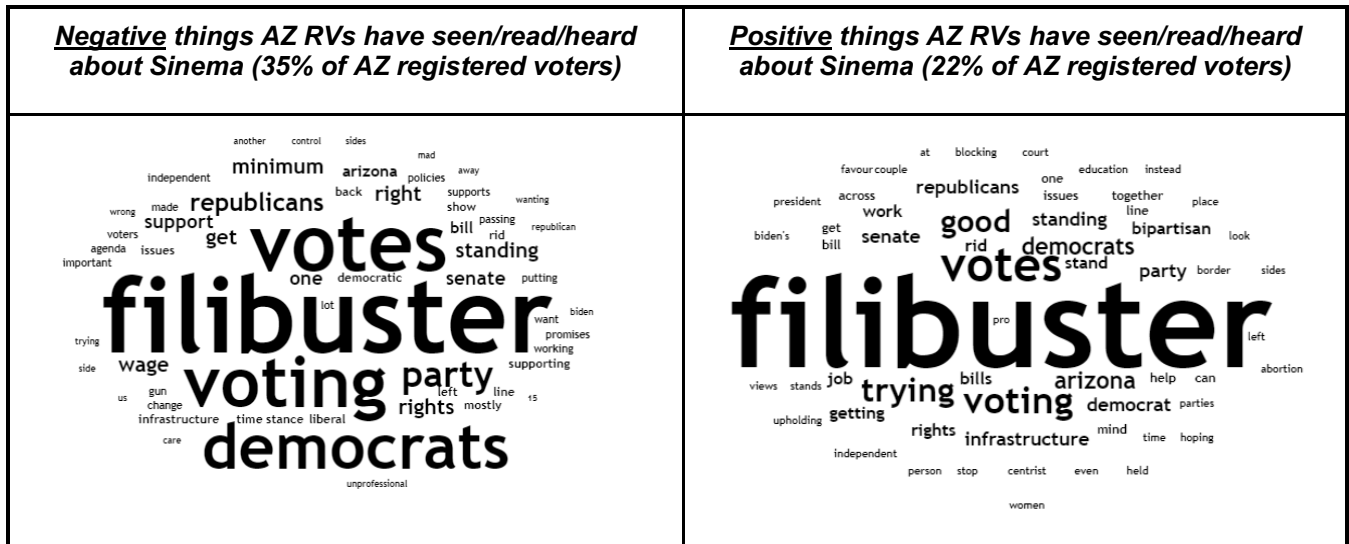 Negative things AZ RVs have seen/read/heard
about Sinema (35% of AZ registered voters)
Positive things AZ RVs have seen/read/heard
about Sinema (22% of AZ registered voters)
another control sides
mad
minimum arizona policies away
independent
back right supports
republicans show wanting
wrong made
support passing
voters get votes bill rid republican
agenda issues standing
important
one democratic senate putting
lot
filibuster
want biden
promises
trying working
side wage supporting
voting party
us gun left line 15
change rights mostly
infrastructure time stance liberal
care democrats
unprofessional
at blocking court
favour couple education instead
one
republicans issues together
president across place
work line
good standing bipartisan
biden's get senate look
bill rid democrats
votes stand party border sides
filibuster
pro
left
abortion
views stands job trying bills arizona help can
voting democrat parties
upholding getting
rights infrastructure mind time hoping
independent
person stop centrist even held
women